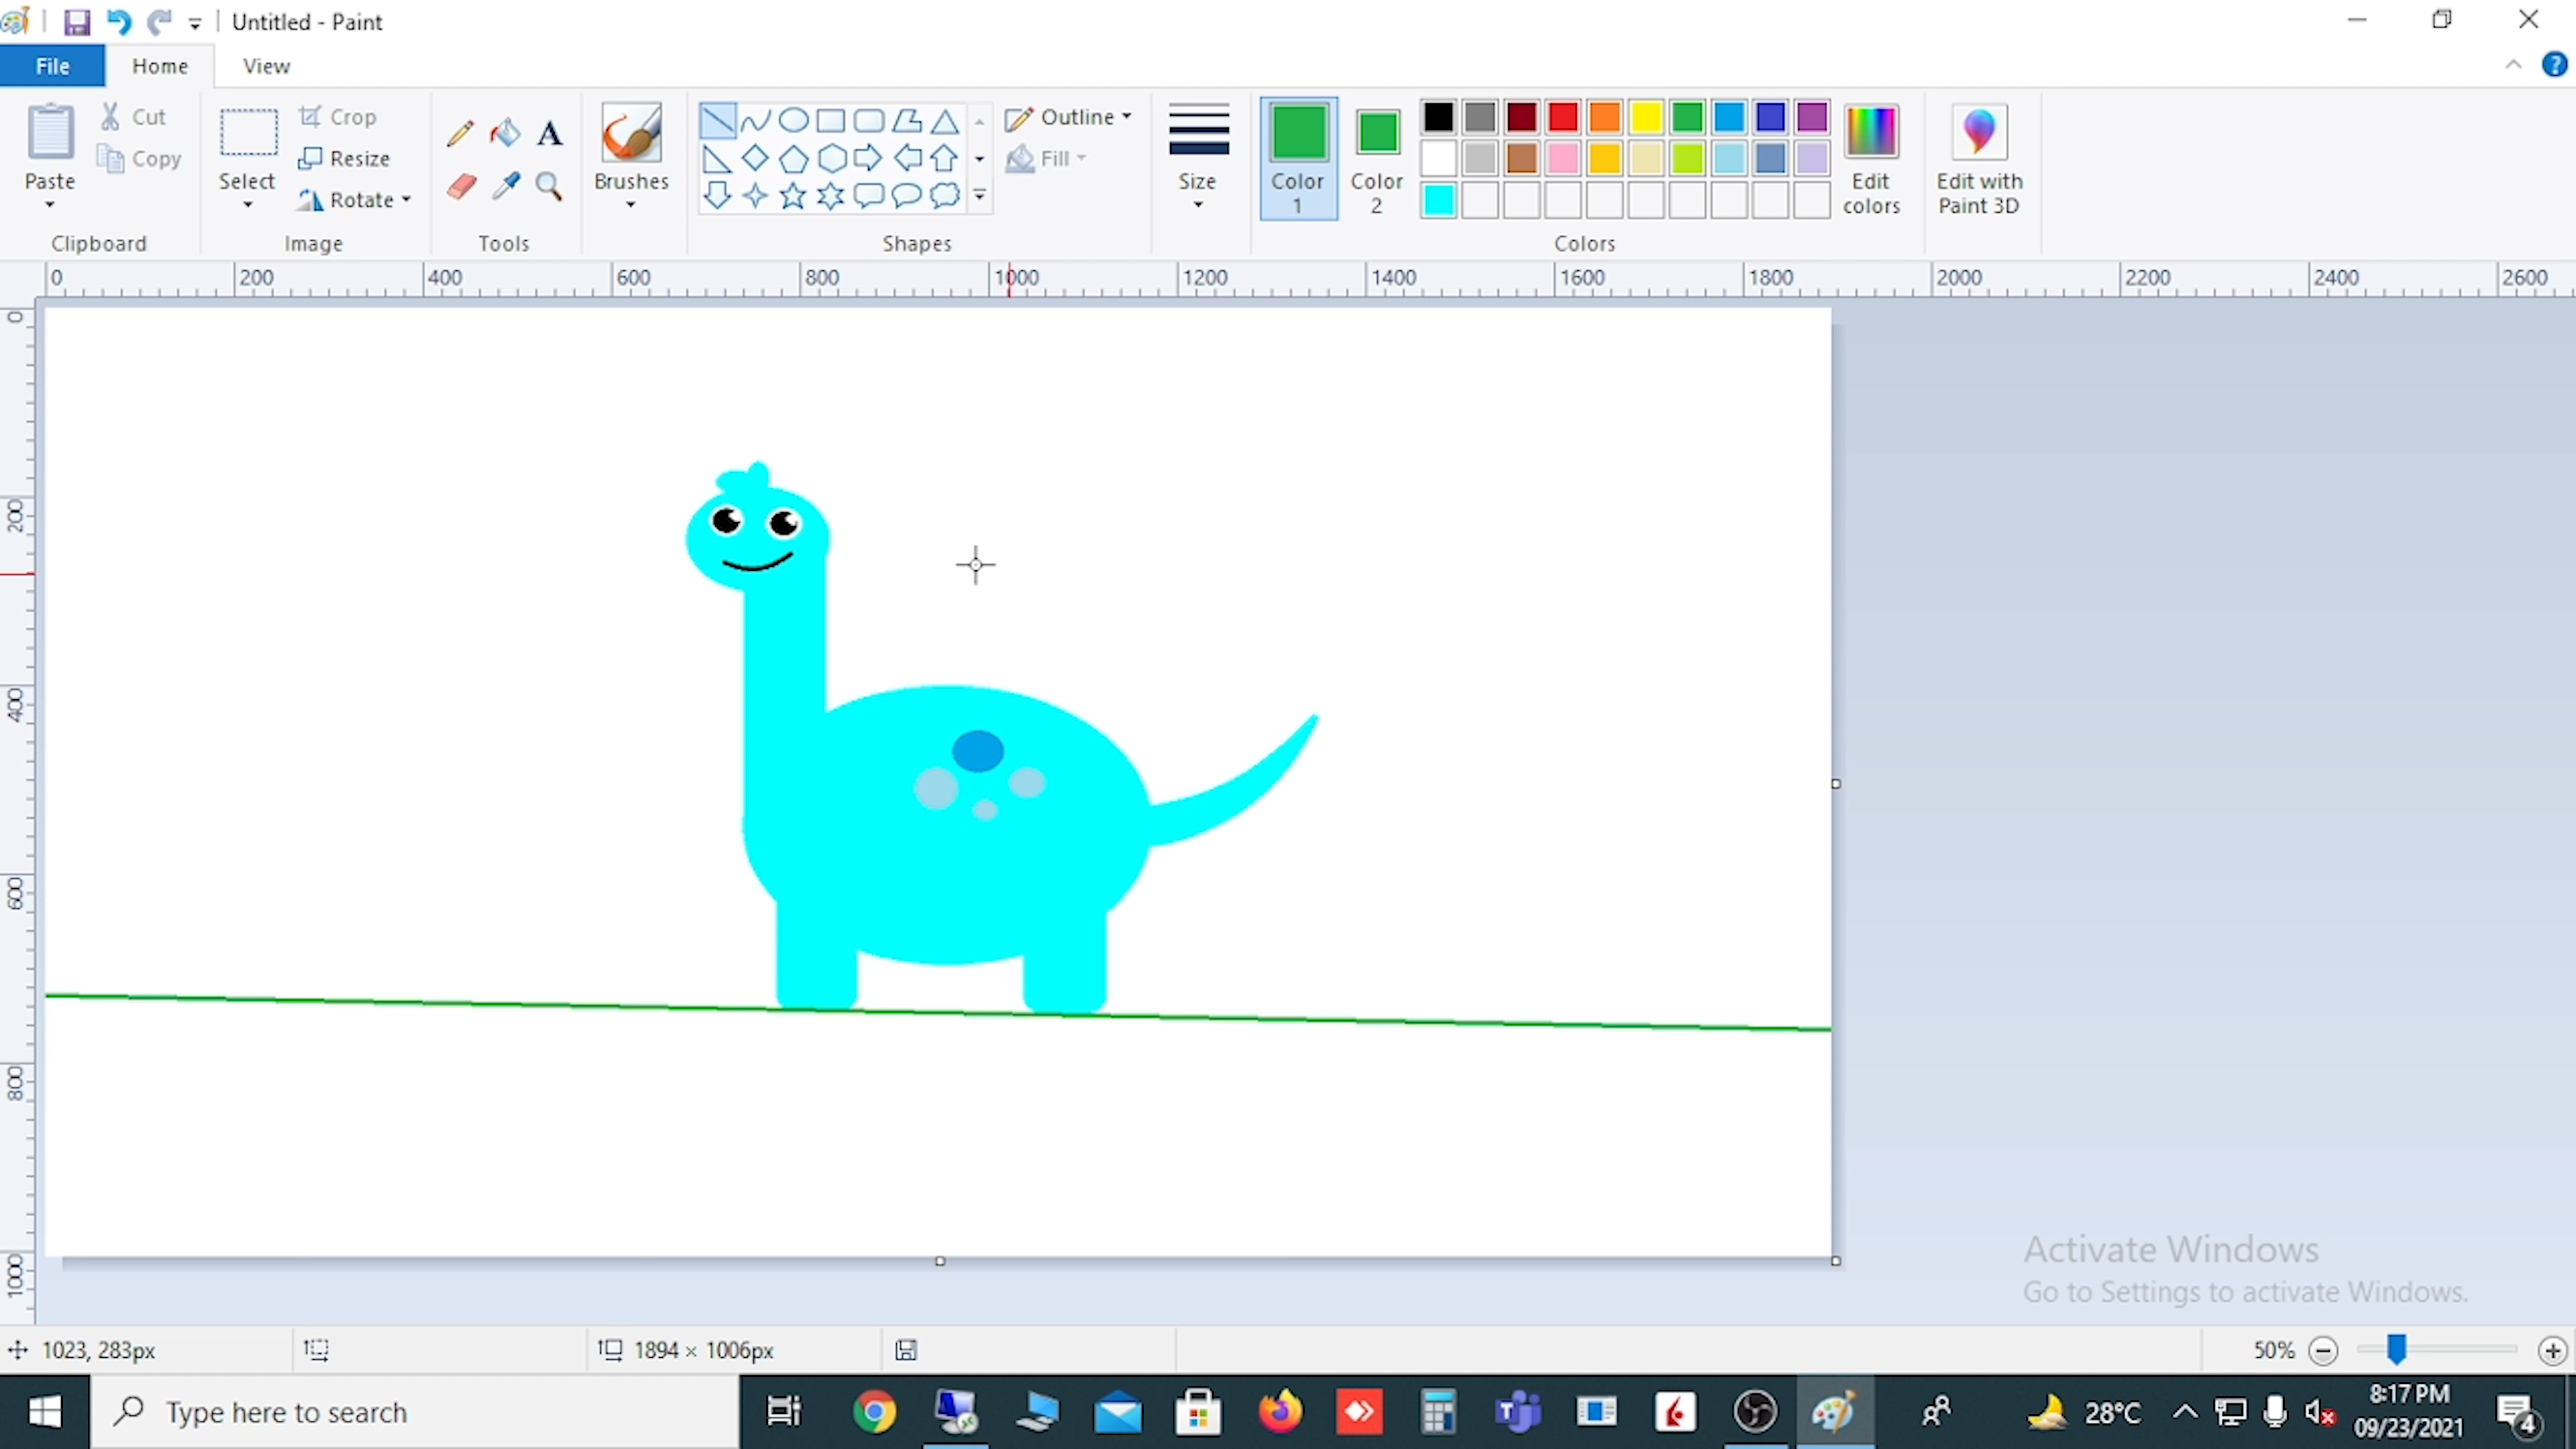 Untitled - Paint
File Home View
Paste Cut Copy Clipboard
Select Crop Resize Rotate Image
A
Tools
Brushes
Shapes
Outline
Fill
Size
Color 1
Color 2
Colors
Edit colors
Edit with Paint 3D
0 200 400 600 800 1000 1200 1400 1600 1800 2000 2200 2400 2600
0
200
400
600
800
1000
Activate Windows
Go to Settings to activate Windows.
1023, 283px 1894 × 1006px 50%
Type here to search
28°C
8:17 PM
09/23/2021
4